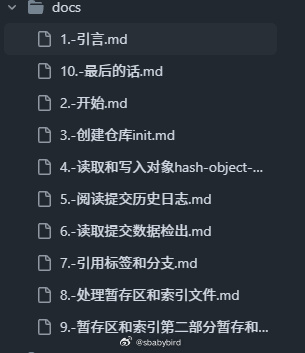 docs
1.-引言.md
10.-最后的话.md
2.-开始.md
3.-创建仓库init.md
4.-读取和写入对象hash-object-...
5.-阅读提交历史日志.md
6.-读取提交数据检出.md
7.-引用标签和分支.md
8.-处理暂存区和索引文件.md
9.-暂存区和索引第二部分暂存和...
@sbabybird